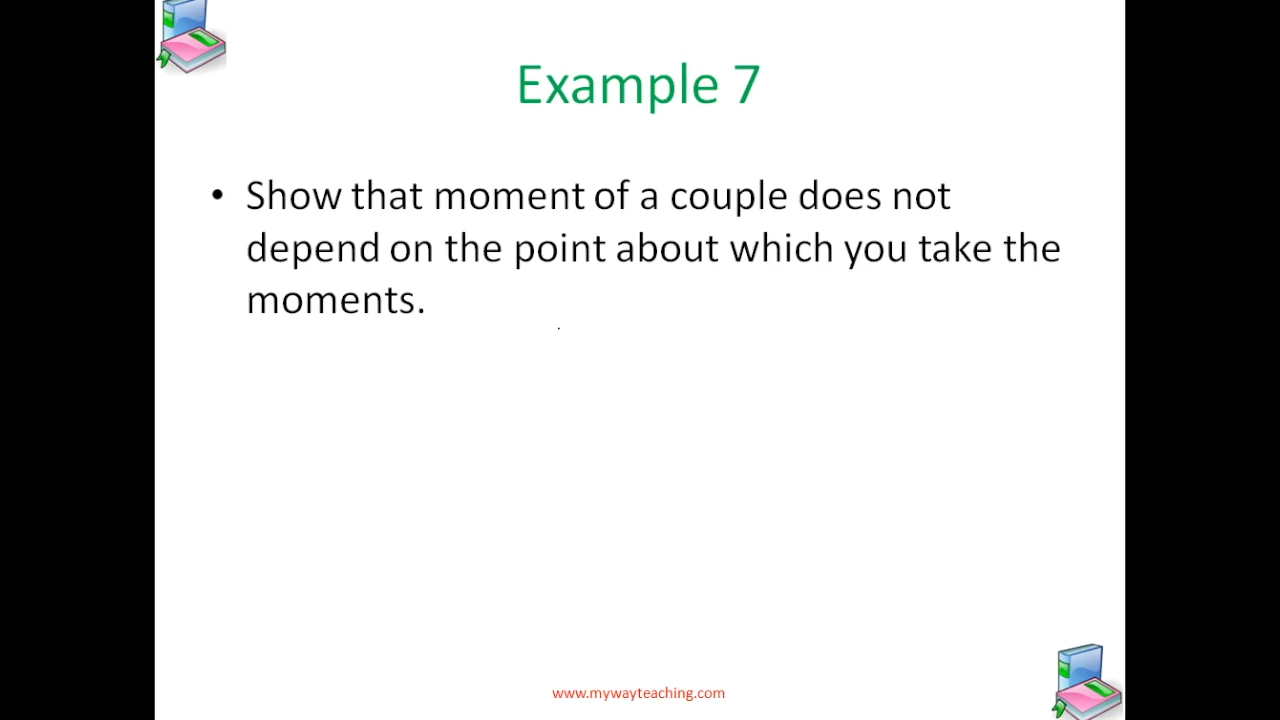 Example 7
• Show that moment of a couple does not
depend on the point about which you take the
moments.
www.mywayteaching.com